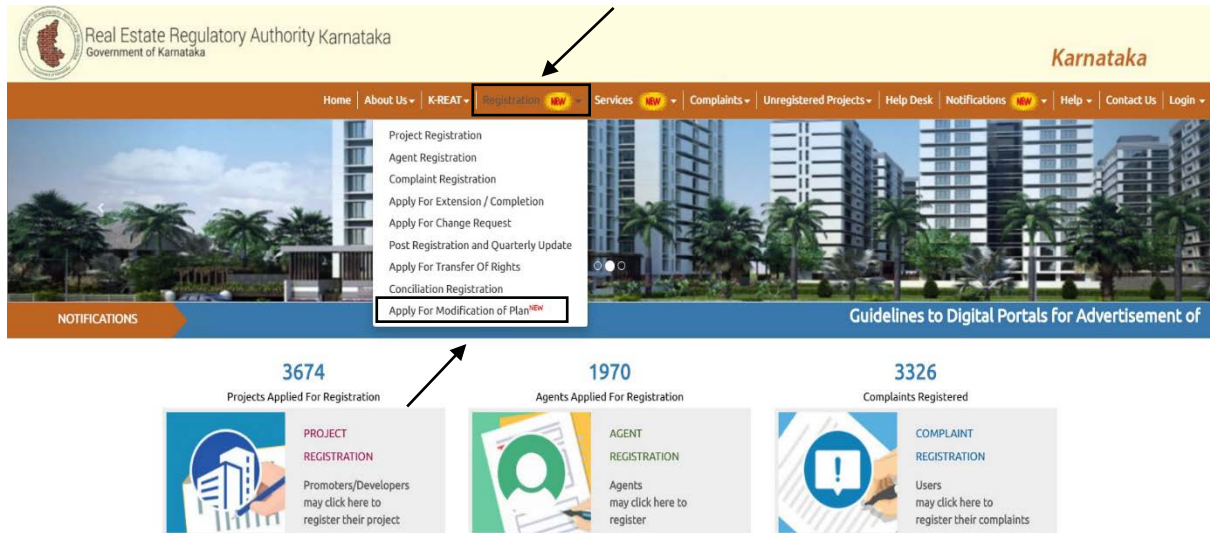 Real Estate Regulatory Authority Karnataka
Government of Karnataka
Karnataka
Home | About Us | K-REAT | Registration NEW | Services NEW | Complaints | Unregistered Projects | Help Desk | Notifications NEW | Help | Contact Us | Login
Project Registration
Agent Registration
Complaint Registration
Apply For Extension / Completion
Apply For Change Request
Post Registration and Quarterly Update
Apply For Transfer Of Rights
Conciliation Registration
Apply For Modification of Plan NEW
NOTIFICATIONS
Guidelines to Digital Portals for Advertisement of
3674
Projects Applied For Registration
PROJECT
REGISTRATION
Promoters/Developers
may click here to
register their project
1970
Agents Applied For Registration
AGENT
REGISTRATION
Agents
may click here to
register
3326
Complaints Registered
COMPLAINT
REGISTRATION
Users
may click here to
register their complaints